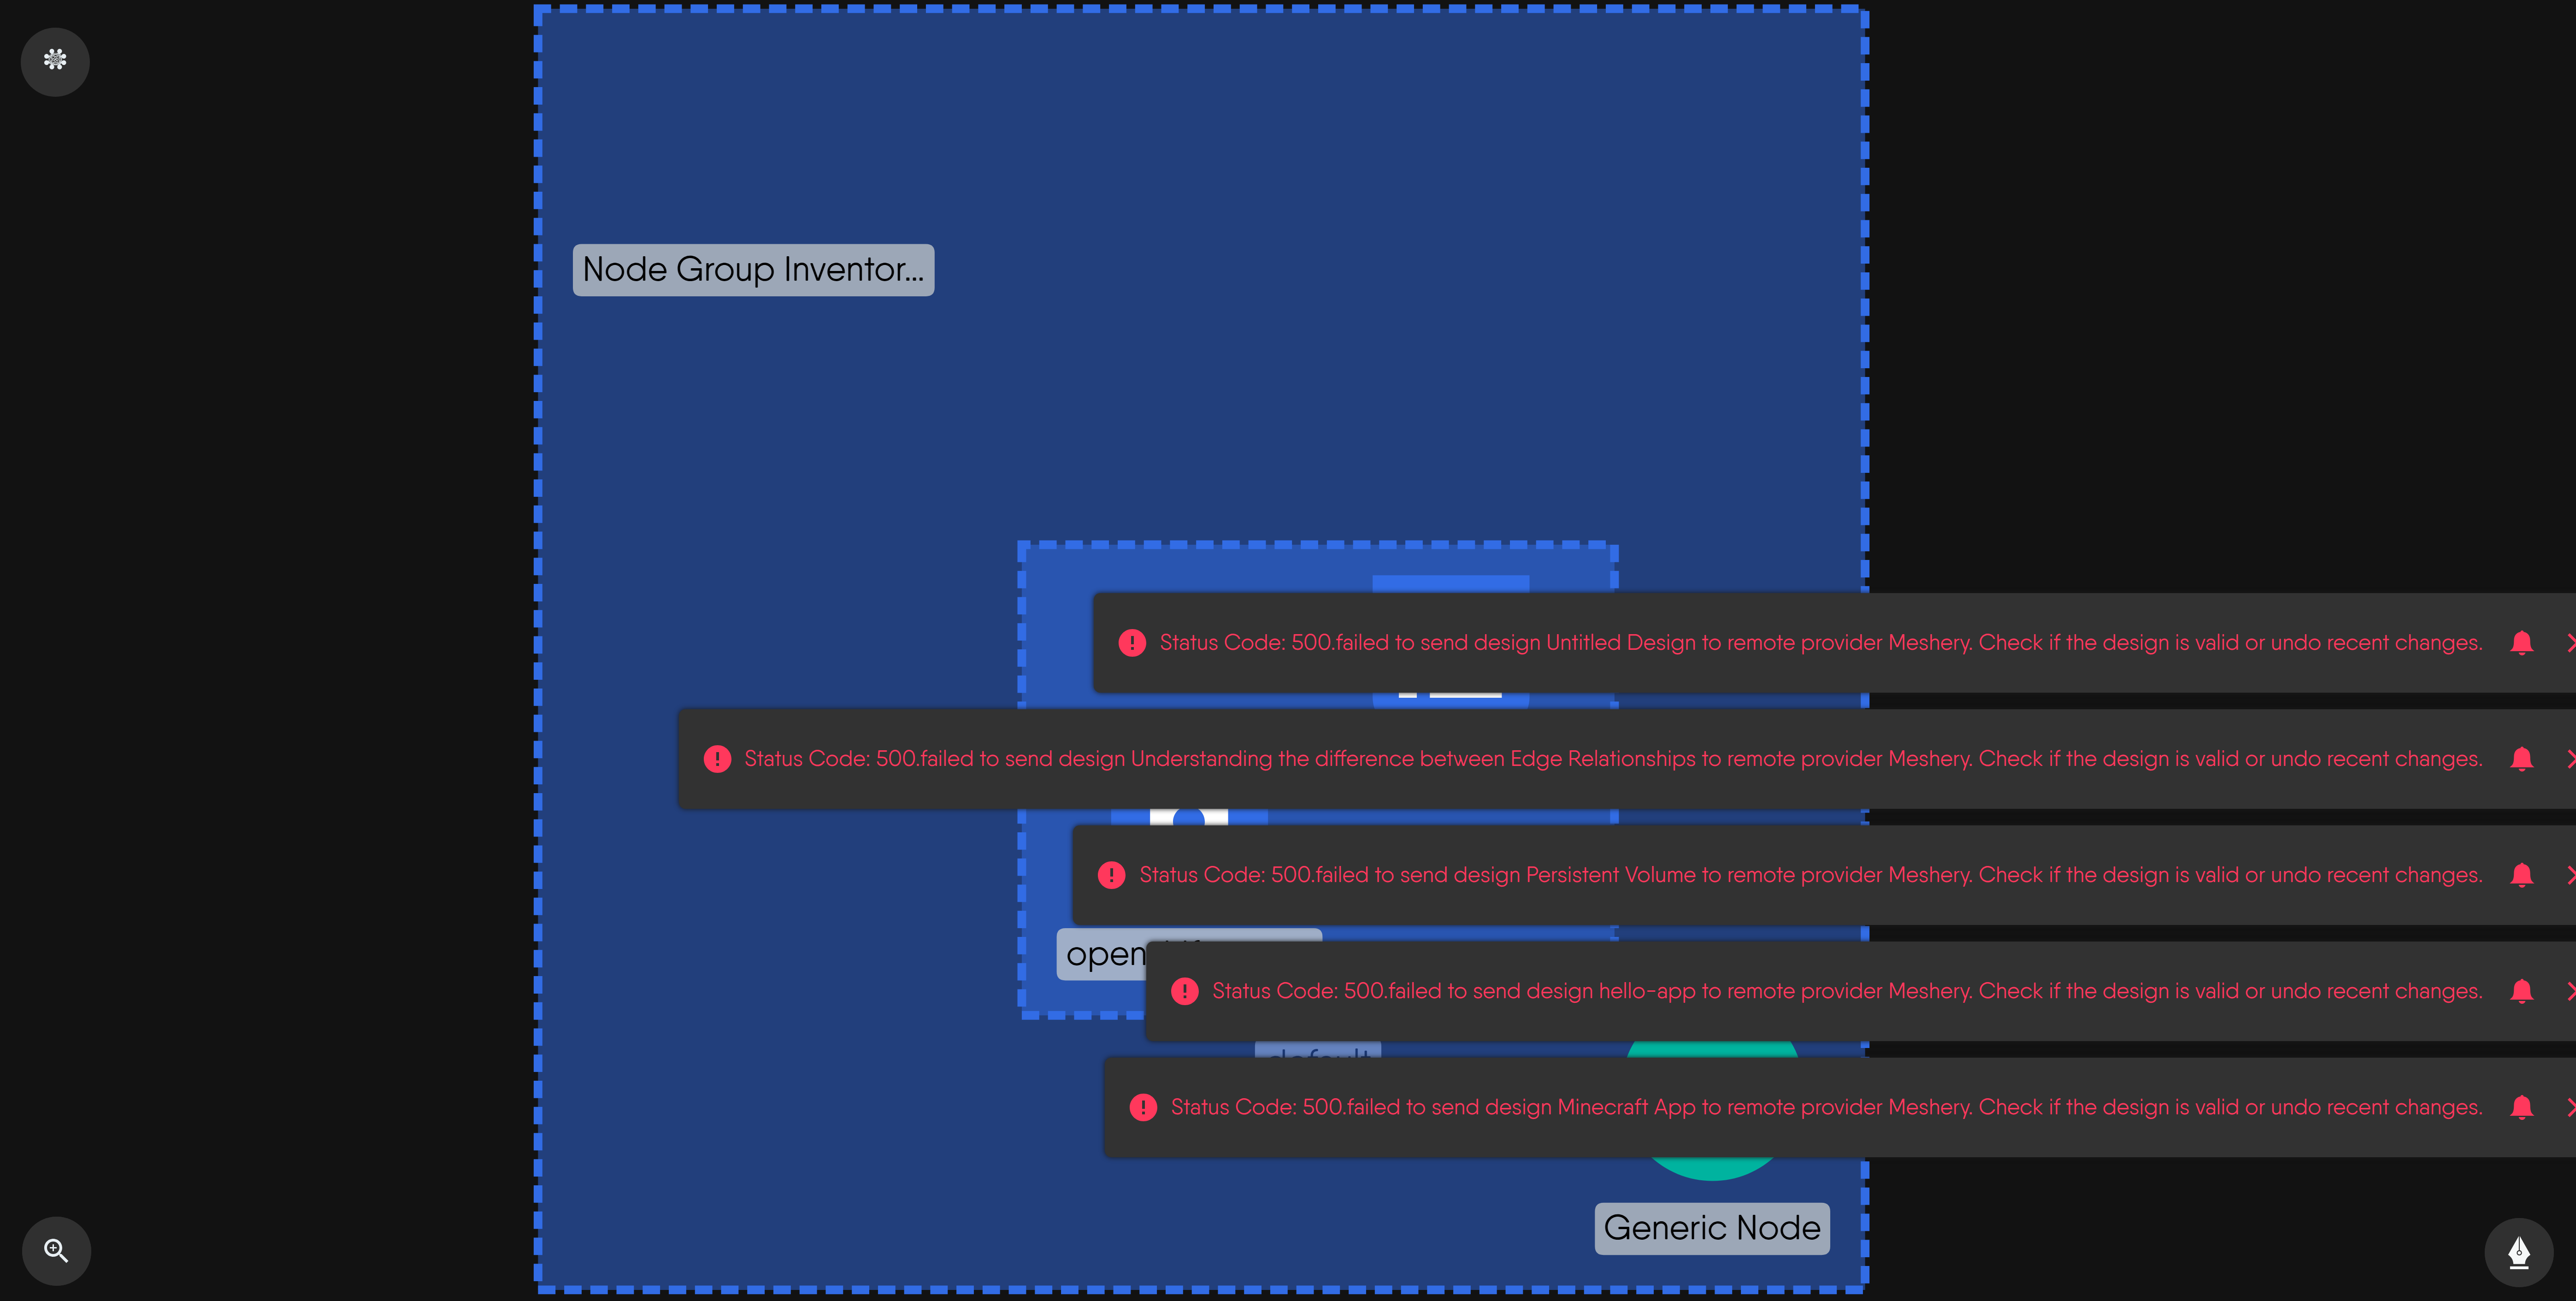 Node Group Inventor...
Status Code: 500.failed to send design Untitled Design to remote provider Meshery. Check if the design is valid or undo recent changes.
Status Code: 500.failed to send design Understanding the difference between Edge Relationships to remote provider Meshery. Check if the design is valid or undo recent changes.
Status Code: 500.failed to send design Persistent Volume to remote provider Meshery. Check if the design is valid or undo recent changes.
Status Code: 500.failed to send design hello-app to remote provider Meshery. Check if the design is valid or undo recent changes.
default
Status Code: 500.failed to send design Minecraft App to remote provider Meshery. Check if the design is valid or undo recent changes.
Generic Node